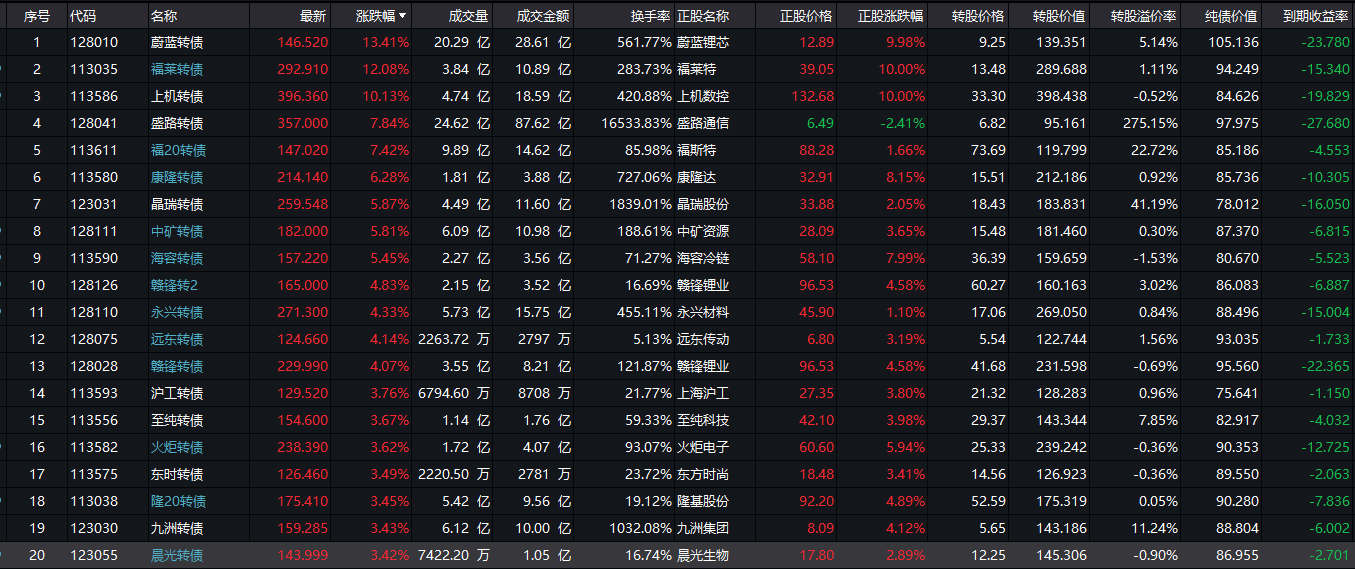 序号 代码 名称 最新 涨跌幅 成交量 成交金额 换手率 正股名称 正股价格 正股涨跌幅 转股价格 转股价值 转股溢价率 纯债价值 到期收益率
1 128010 蔚蓝转债 146.520 13.41% 20.29 亿 28.61 亿 561.77% 蔚蓝锂芯 12.89 9.98% 9.25 139.351 5.14% 105.136 -23.780
2 113035 福莱转债 292.910 12.08% 3.84 亿 10.89 亿 283.73% 福莱特 39.05 10.00% 13.48 289.688 1.11% 94.249 -15.340
3 113586 上机转债 396.360 10.13% 4.74 亿 18.59 亿 420.88% 上机数控 132.68 10.00% 33.30 398.438 -0.52% 84.626 -19.829
4 128041 盛路转债 357.000 7.84% 24.62 亿 87.62 亿 16533.83% 盛路通信 6.49 -2.41% 6.82 95.161 275.15% 97.975 -27.680
5 113611 福20转债 147.020 7.42% 9.89 亿 14.62 亿 85.98% 福斯特 88.28 1.66% 73.69 119.799 22.72% 85.186 -4.553
6 113580 康隆转债 214.140 6.28% 1.81 亿 3.88 亿 727.06% 康隆达 32.91 8.15% 15.51 212.186 0.92% 85.736 -10.305
7 123031 晶瑞转债 259.548 5.87% 4.49 亿 11.60 亿 1839.01% 晶瑞股份 33.88 2.05% 18.43 183.831 41.19% 78.012 -16.050
8 128111 中矿转债 182.000 5.81% 6.09 亿 10.98 亿 188.61% 中矿资源 28.09 3.65% 15.48 181.460 0.30% 87.370 -6.815
9 113590 海容转债 157.220 5.45% 2.27 亿 3.56 亿 71.27% 海容冷链 58.10 7.99% 36.39 159.659 -1.53% 80.670 -5.523
10 128126 赣锋转2 165.000 4.83% 2.15 亿 3.52 亿 16.69% 赣锋锂业 96.53 4.58% 60.27 160.163 3.02% 86.083 -6.887
11 128110 永兴转债 271.300 4.33% 5.73 亿 15.75 亿 455.11% 永兴材料 45.90 1.10% 17.06 269.050 0.84% 88.496 -15.004
12 128075 远东转债 124.660 4.14% 2263.72 万 2797 万 5.13% 远东传动 6.80 3.19% 5.54 122.744 1.56% 93.035 -1.733
13 128028 赣锋转债 229.990 4.07% 3.55 亿 8.21 亿 121.87% 赣锋锂业 96.53 4.58% 41.68 231.598 -0.69% 95.560 -22.365
14 113593 沪工转债 129.520 3.76% 6794.60 万 8708 万 21.77% 上海沪工 27.35 3.80% 21.32 128.283 0.96% 75.641 -1.150
15 113556 至纯转债 154.600 3.67% 1.14 亿 1.76 亿 59.33% 至纯科技 42.10 3.98% 29.37 143.344 7.85% 82.917 -4.032
16 113582 火炬转债 238.390 3.62% 1.72 亿 4.07 亿 93.07% 火炬电子 60.60 5.94% 25.33 239.242 -0.36% 90.353 -12.725
17 113575 东时转债 126.460 3.49% 2220.50 万 2781 万 23.72% 东方时尚 18.48 3.41% 14.56 126.923 -0.36% 89.550 -2.063
18 113038 隆20转债 175.410 3.45% 5.42 亿 9.56 亿 19.12% 隆基股份 92.20 4.89% 52.59 175.319 0.05% 90.280 -7.836
19 123030 九洲转债 159.285 3.43% 6.12 亿 10.00 亿 1032.08% 九洲集团 8.09 4.12% 5.65 143.186 11.24% 88.804 -6.002
20 123055 晨光转债 143.999 3.42% 7422.20 万 1.05 亿 16.74% 晨光生物 17.80 2.89% 12.25 145.306 -0.90% 86.955 -2.701